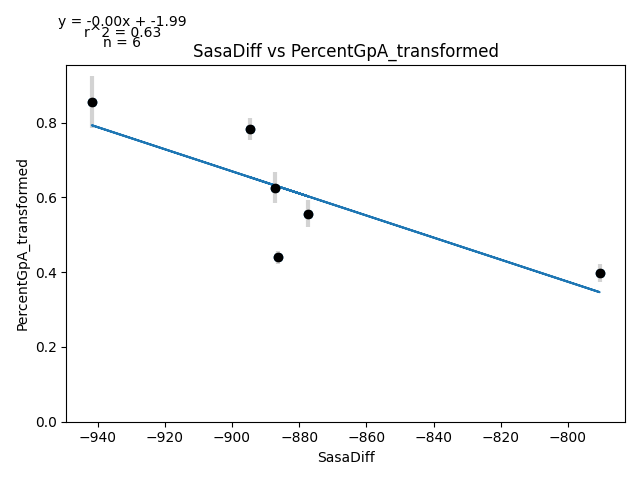 y = -0.00x + -1.99
r^2 = 0.63
n = 6
SasaDiff vs PercentGpA_transformed
PercentGpA_transformed
0.8
0.6
0.4
0.2
0.0
−940 −920 −900 −880 −860 −840 −820 −800
SasaDiff